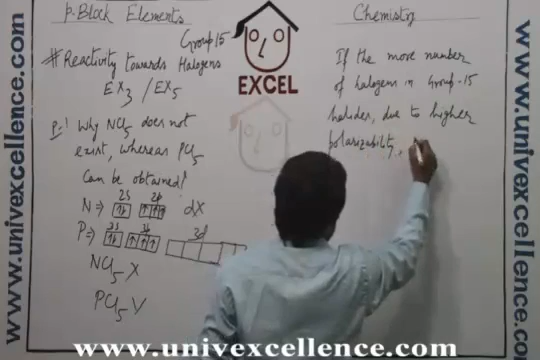 p-Block Elements
Group 15
# Reactivity towards Halogens
EX3 / EX5
P:-! Why NCl5 does not
exist, whereas PCl5
Can be obtained?
2S 2p
N ⇒ ↑↓ ↑ ↑ ↑ dX
3S 3p 3d
P ⇒ ↑↓ ↑ ↑ ↑
NCl5 X
PCl5 √
EXCEL
Chemistry
If the more number
of halogens in Group-15
halides, due to higher
polarizability,
www.univexcellence.com
www.univexcellence.com
www.univexcellence.com